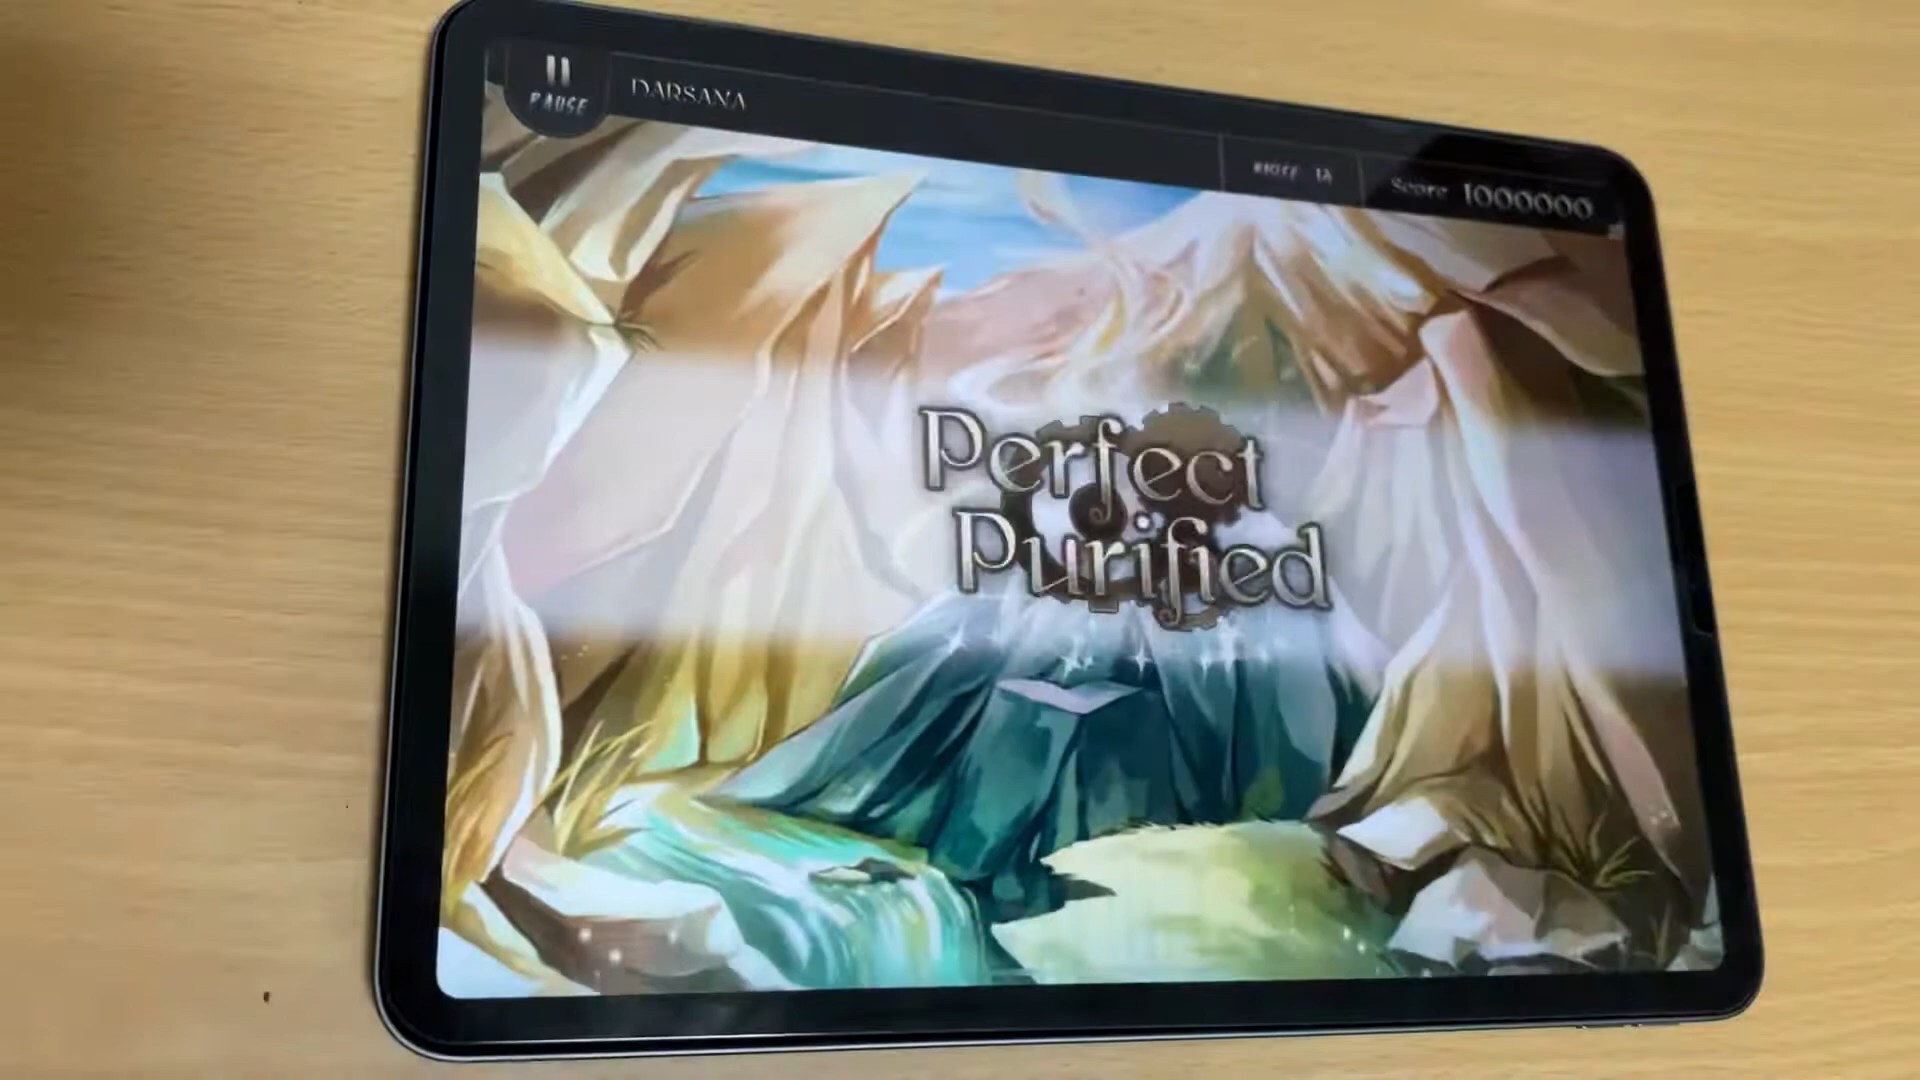 PAUSE
DARSANA
Score 1000000
Perfect
Purified